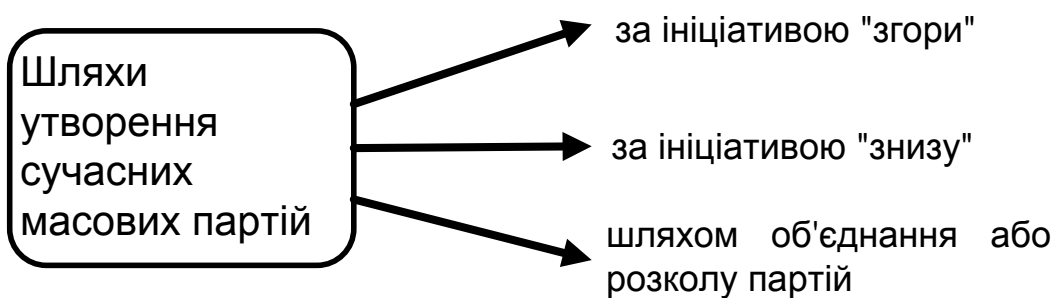 Шляхи
утворення
сучасних
масових партій
за ініціативою "згори"
за ініціативою "знизу"
шляхом об'єднання або
розколу партій